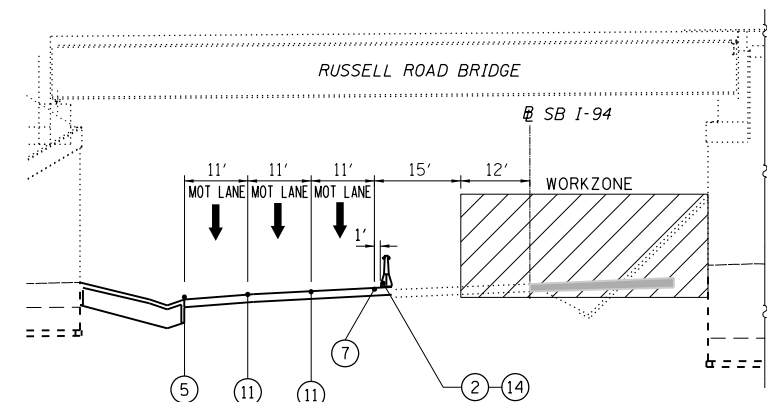 RUSSELL ROAD BRIDGE
℄ SB I-94
11' 11' 11' 15' 12'
MOT LANE MOT LANE MOT LANE
WORKZONE
1'
7
5 11 11 2 14